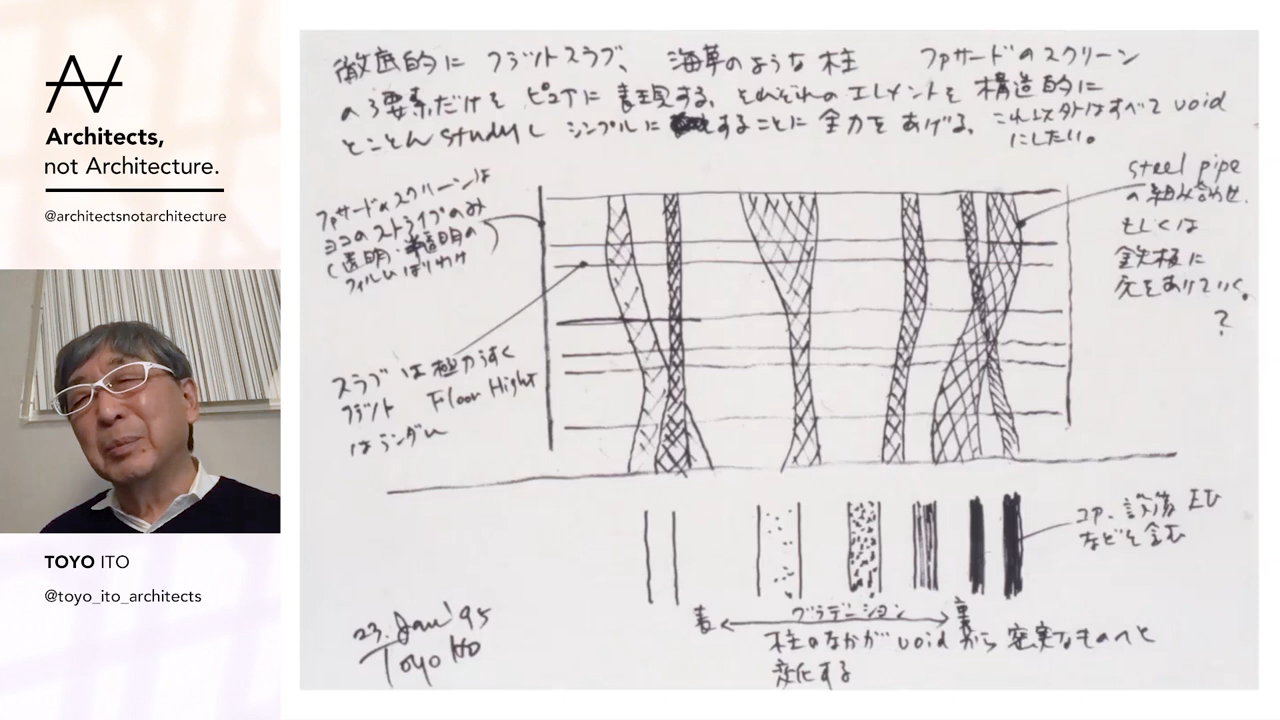 Architects,
not Architecture.
@architectsnotarchitecture
TOYO ITO
@toyo_ito_architects
徹底的に フラットスラブ、 海草のような柱 ファサードのスクリーン
の3要素だけを ピュアに 表現する、それぞれのエレメントを 構造的に
とことん Studyし シンプルに することに全力をあげる、これ以外はすべて void
にしたい。
ファサードのスクリーンは
ヨコのストライプのみ
(透明・半透明の
フィルムはりわけ
スラブは極力うすく
フラット Floor Hight
はランダム
steel pipe
の組み合わせ.
もしくは
鉄板に
穴をあけていく。
?
コア、設備 EV
などを含む
表 グラデーション 裏
柱のなかが void から 密実なものへと
変化する
23. Jan '95
Toyo Ito